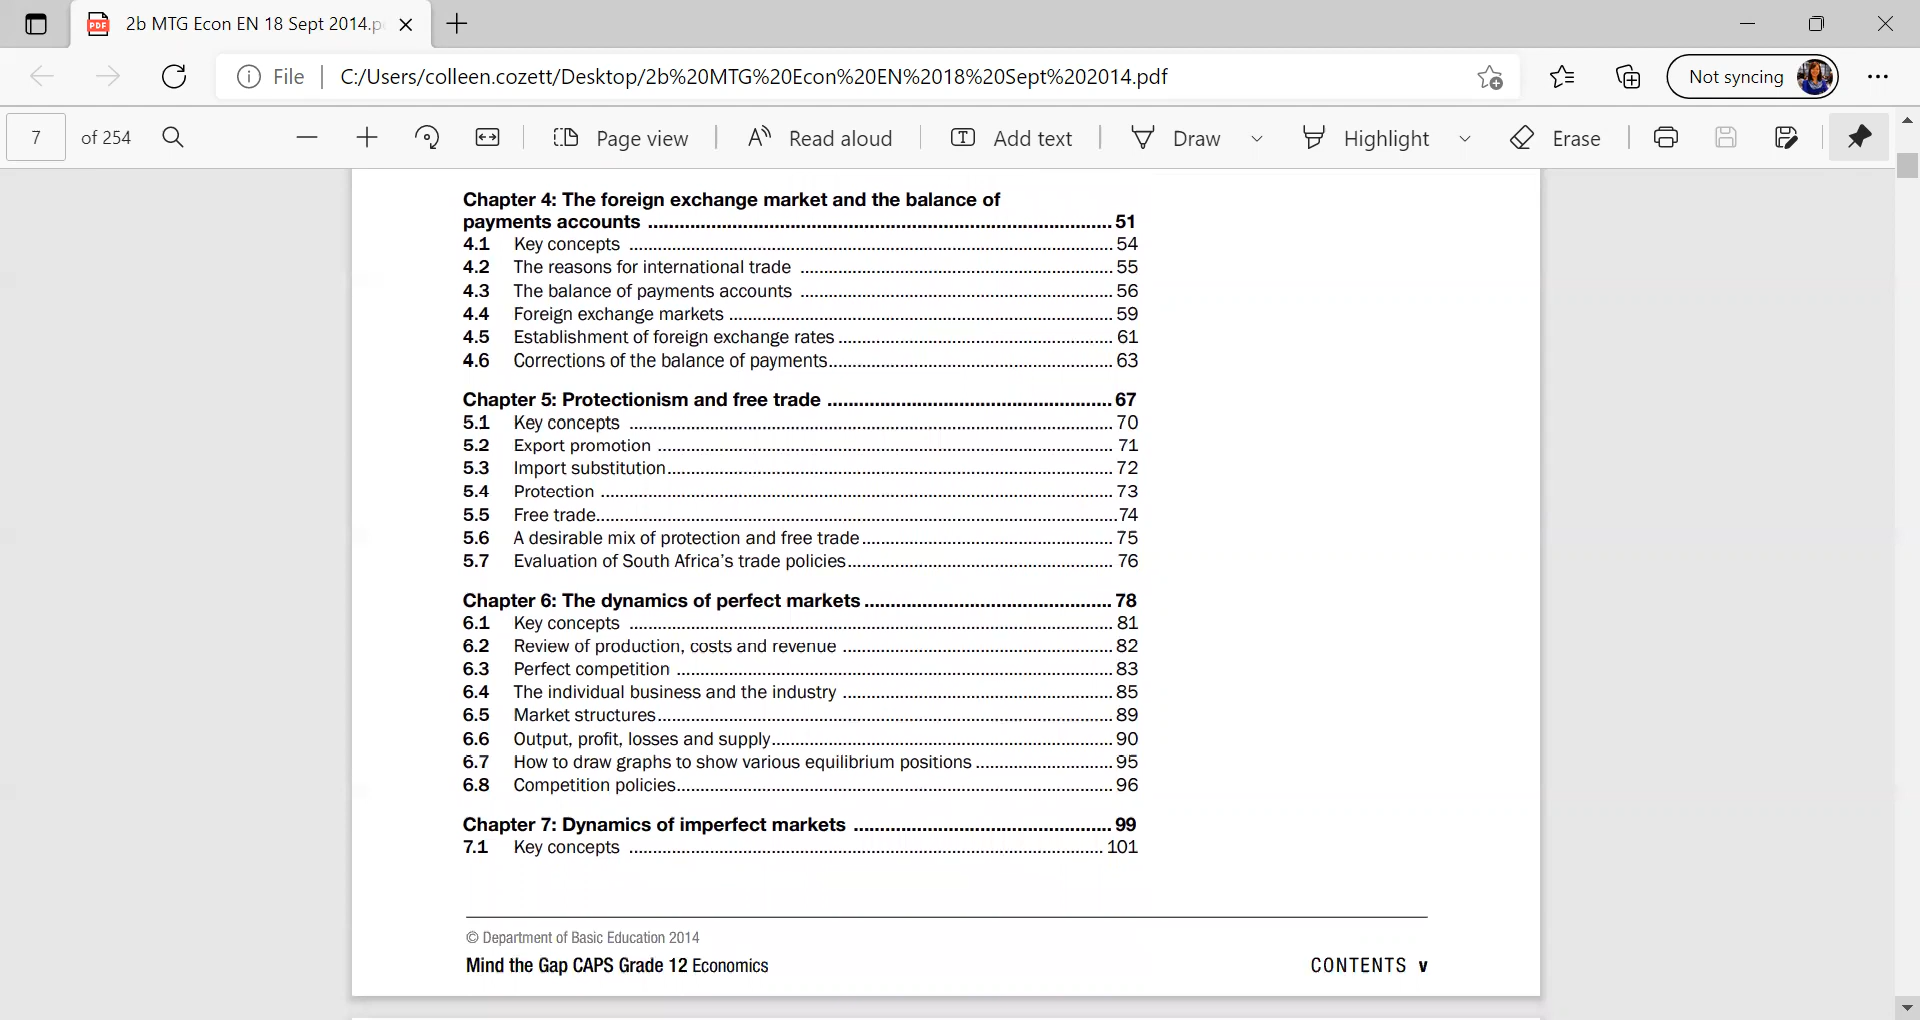 2b MTG Econ EN 18 Sept 2014.p
File C:/Users/colleen.cozett/Desktop/2b%20MTG%20Econ%20EN%2018%20Sept%202014.pdf Not syncing
7 of 254 Page view Read aloud Add text Draw Highlight Erase
Chapter 4: The foreign exchange market and the balance of
payments accounts ........ 51
4.1 Key concepts ........ 54
4.2 The reasons for international trade ........ 55
4.3 The balance of payments accounts ........ 56
4.4 Foreign exchange markets ........ 59
4.5 Establishment of foreign exchange rates ........ 61
4.6 Corrections of the balance of payments ........ 63
Chapter 5: Protectionism and free trade ........ 67
5.1 Key concepts ........ 70
5.2 Export promotion ........ 71
5.3 Import substitution ........ 72
5.4 Protection ........ 73
5.5 Free trade ........ 74
5.6 A desirable mix of protection and free trade ........ 75
5.7 Evaluation of South Africa's trade policies ........ 76
Chapter 6: The dynamics of perfect markets ........ 78
6.1 Key concepts ........ 81
6.2 Review of production, costs and revenue ........ 82
6.3 Perfect competition ........ 83
6.4 The individual business and the industry ........ 85
6.5 Market structures ........ 89
6.6 Output, profit, losses and supply ........ 90
6.7 How to draw graphs to show various equilibrium positions ........ 95
6.8 Competition policies ........ 96
Chapter 7: Dynamics of imperfect markets ........ 99
7.1 Key concepts ........ 101
© Department of Basic Education 2014
Mind the Gap CAPS Grade 12 Economics CONTENTS v